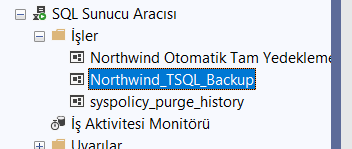 SQL Sunucu Aracısı
İşler
Northwind Otomatik Tam Yedekleme
Northwind_TSQL_Backup
syspolicy_purge_history
İş Aktivitesi Monitörü
Uyarılar